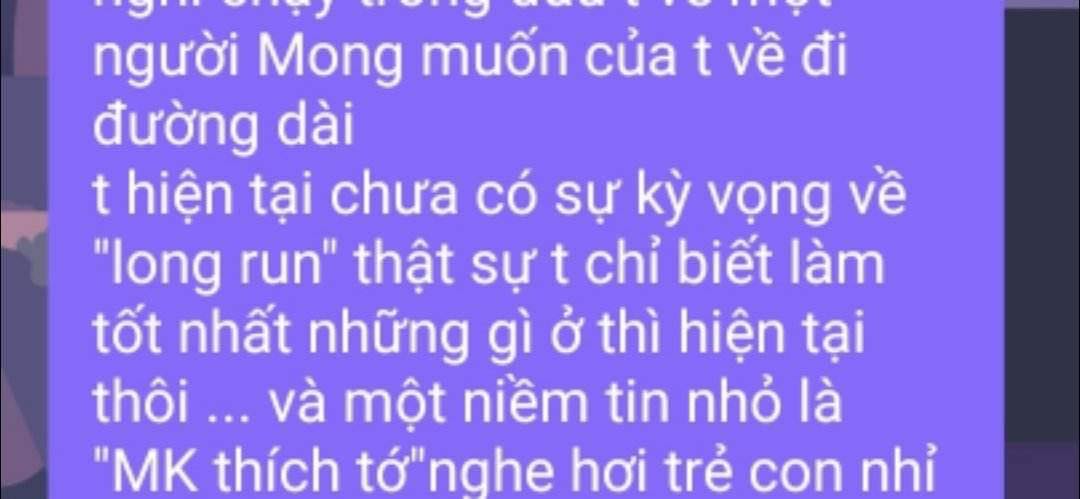 người Mong muốn của t về đi
đường dài
t hiện tại chưa có sự kỳ vọng về
"long run" thật sự t chỉ biết làm
tốt nhất những gì ở thì hiện tại
thôi ... và một niềm tin nhỏ là
"MK thích tớ"nghe hơi trẻ con nhỉ